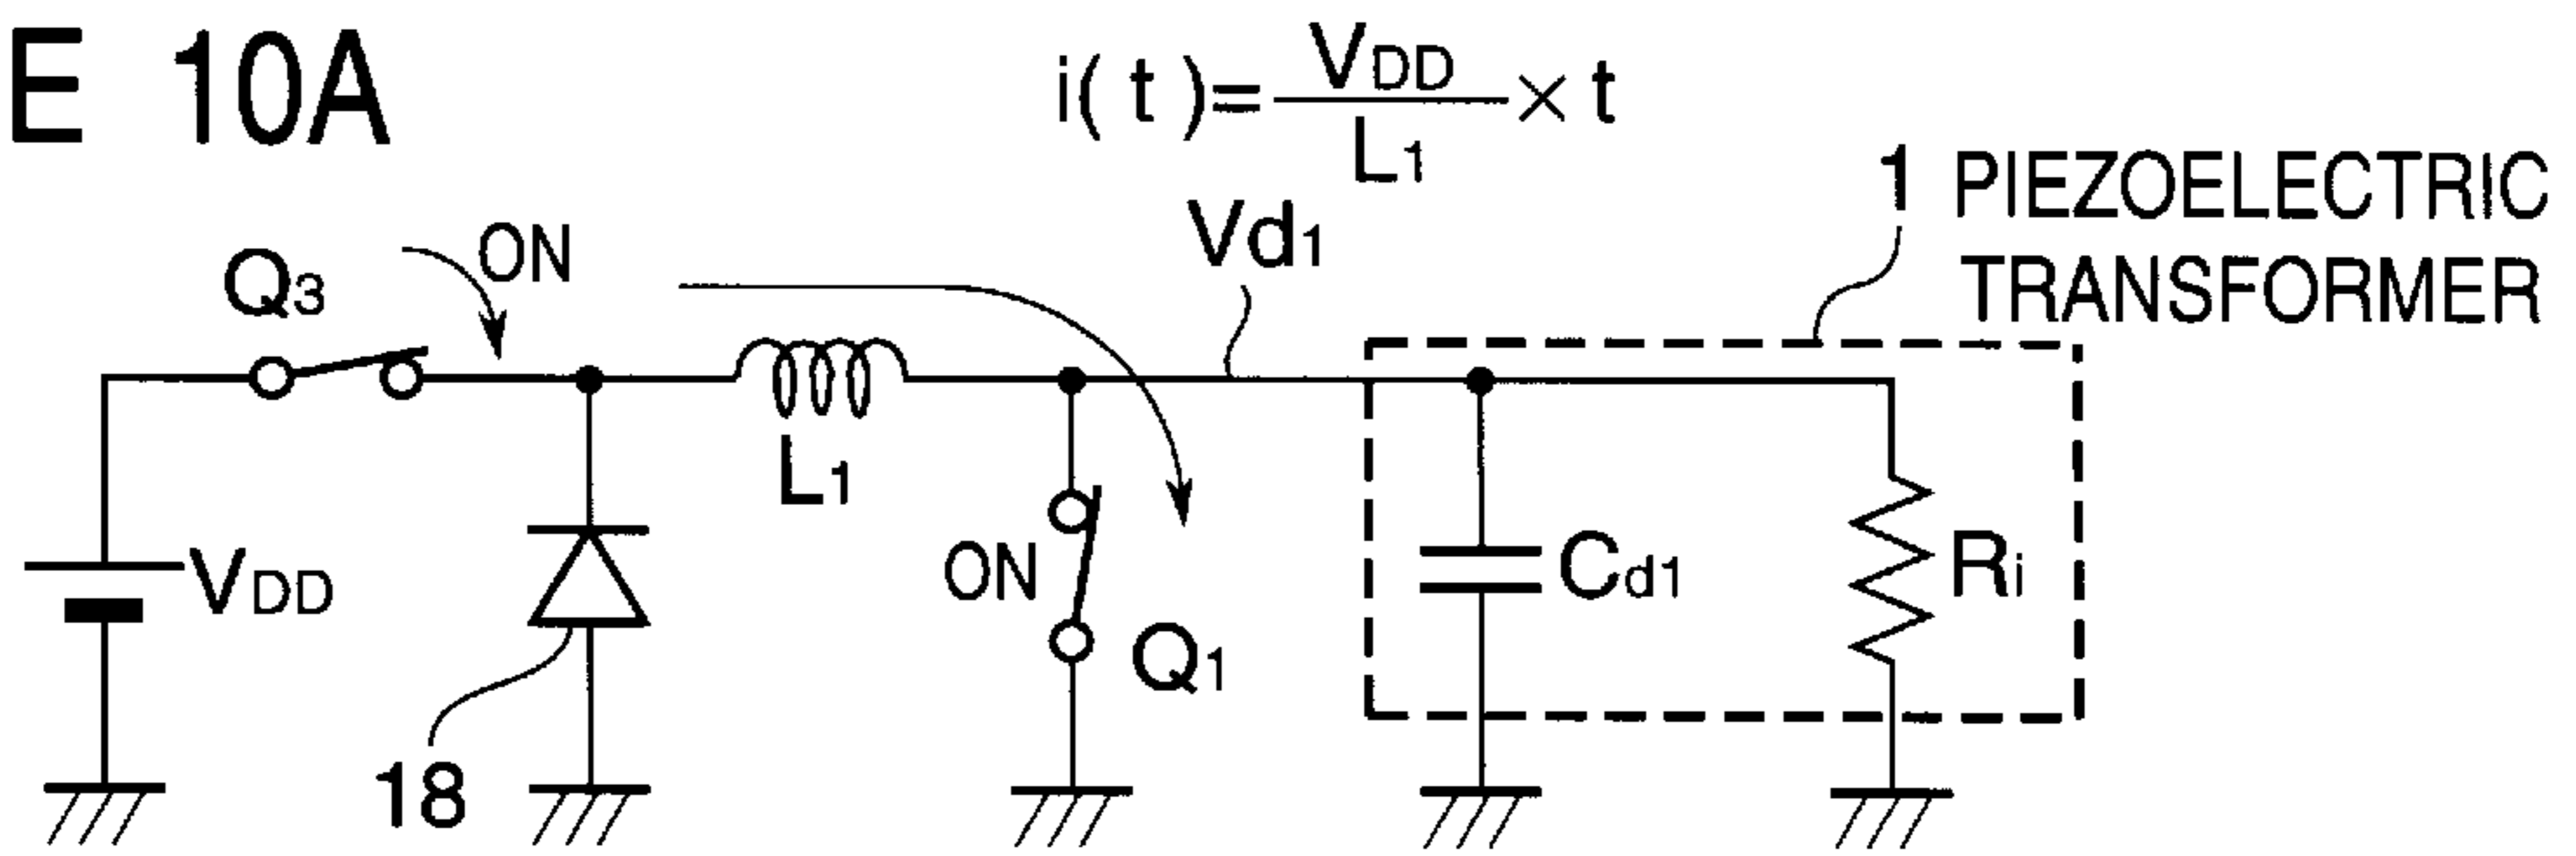 E 10A
i( t )= VDD / L1 × t
1 PIEZOELECTRIC
TRANSFORMER
Q3
ON
Vd1
L1
VDD
18
ON
Q1
Cd1
Ri